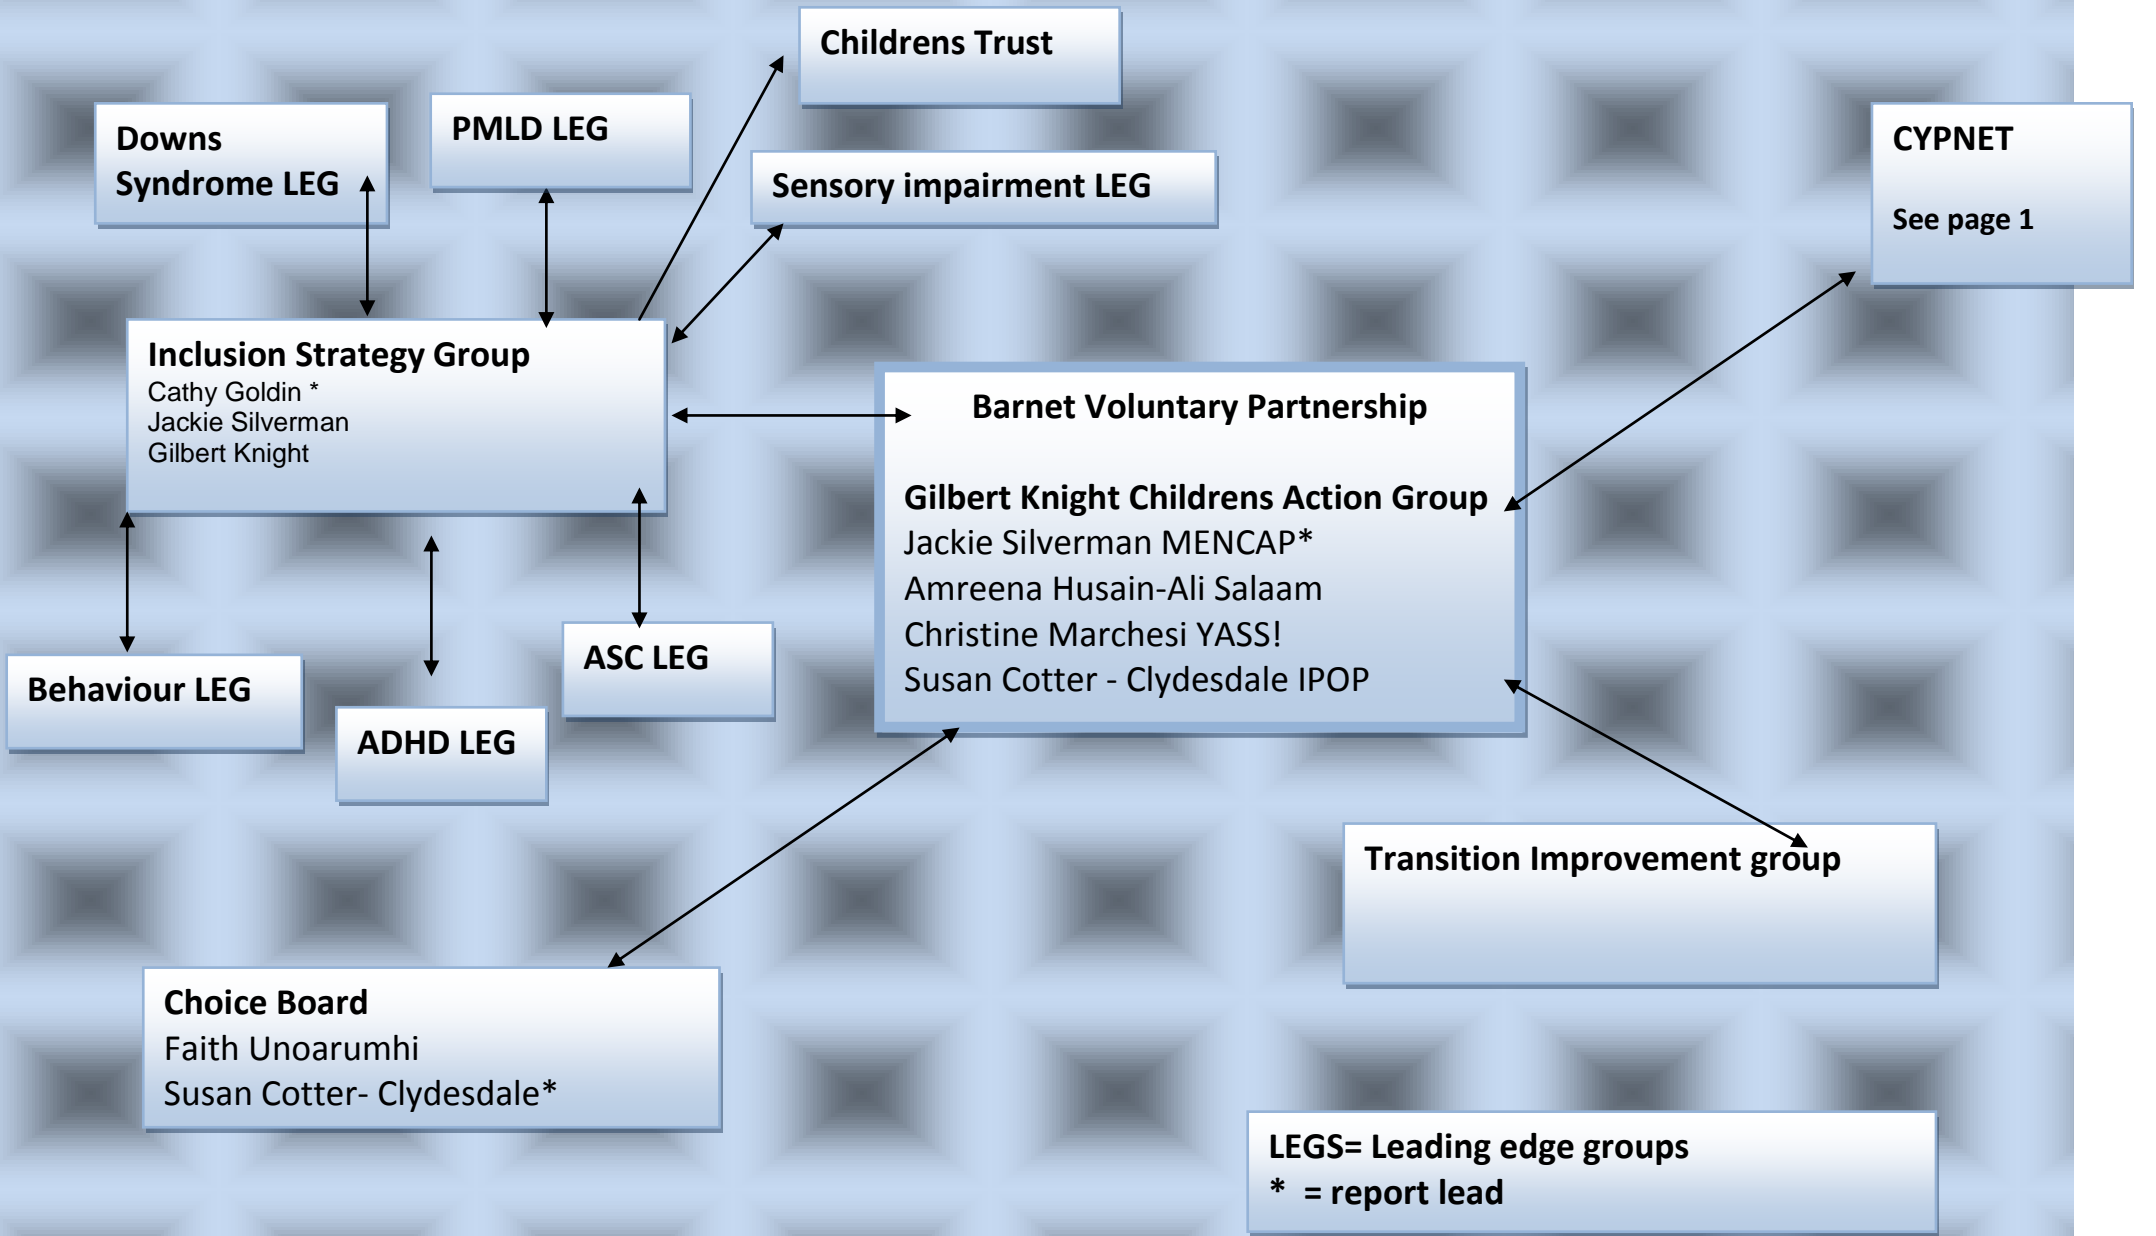 Childrens Trust
Downs
Syndrome LEG
PMLD LEG
Sensory impairment LEG
CYPNET
See page 1
Inclusion Strategy Group
Cathy Goldin *
Jackie Silverman
Gilbert Knight
Barnet Voluntary Partnership
Gilbert Knight Childrens Action Group
Jackie Silverman MENCAP*
Amreena Husain-Ali Salaam
Christine Marchesi YASS!
Susan Cotter - Clydesdale IPOP
Behaviour LEG
ADHD LEG
ASC LEG
Transition Improvement group
Choice Board
Faith Unoarumhi
Susan Cotter- Clydesdale*
LEGS= Leading edge groups
* = report lead